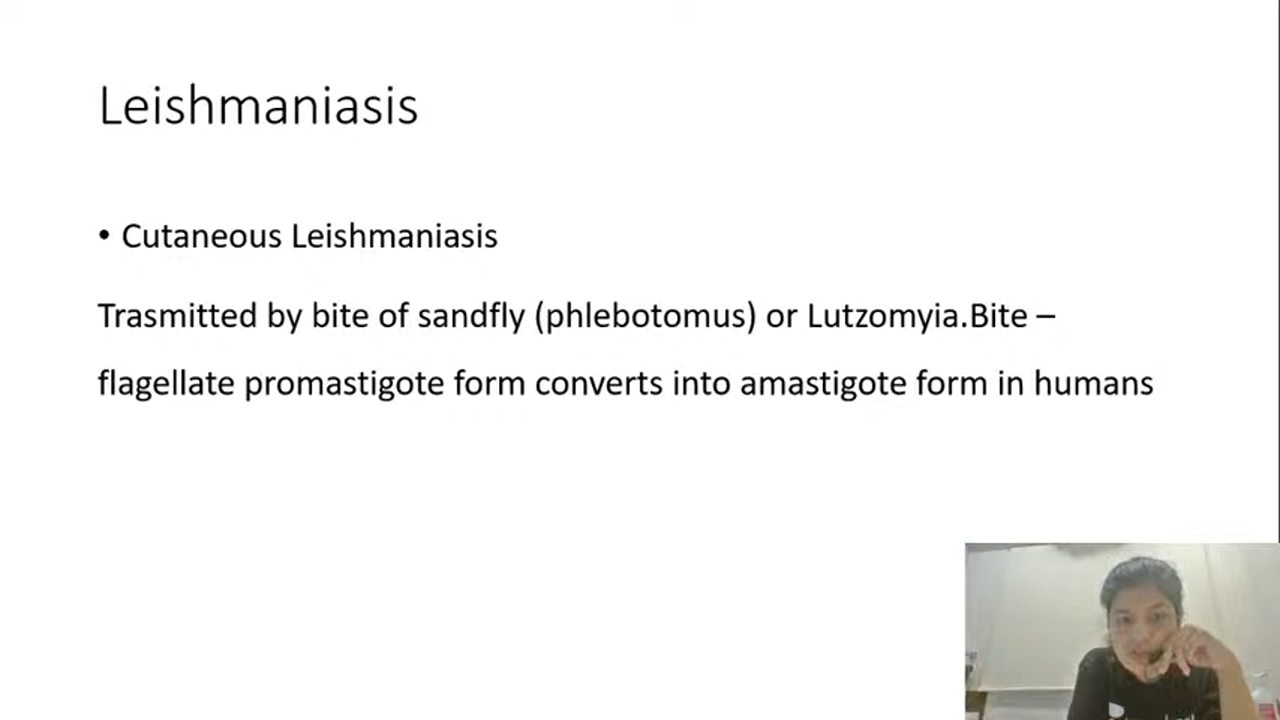 Leishmaniasis
• Cutaneous Leishmaniasis
Trasmitted by bite of sandfly (phlebotomus) or Lutzomyia.Bite –
flagellate promastigote form converts into amastigote form in humans